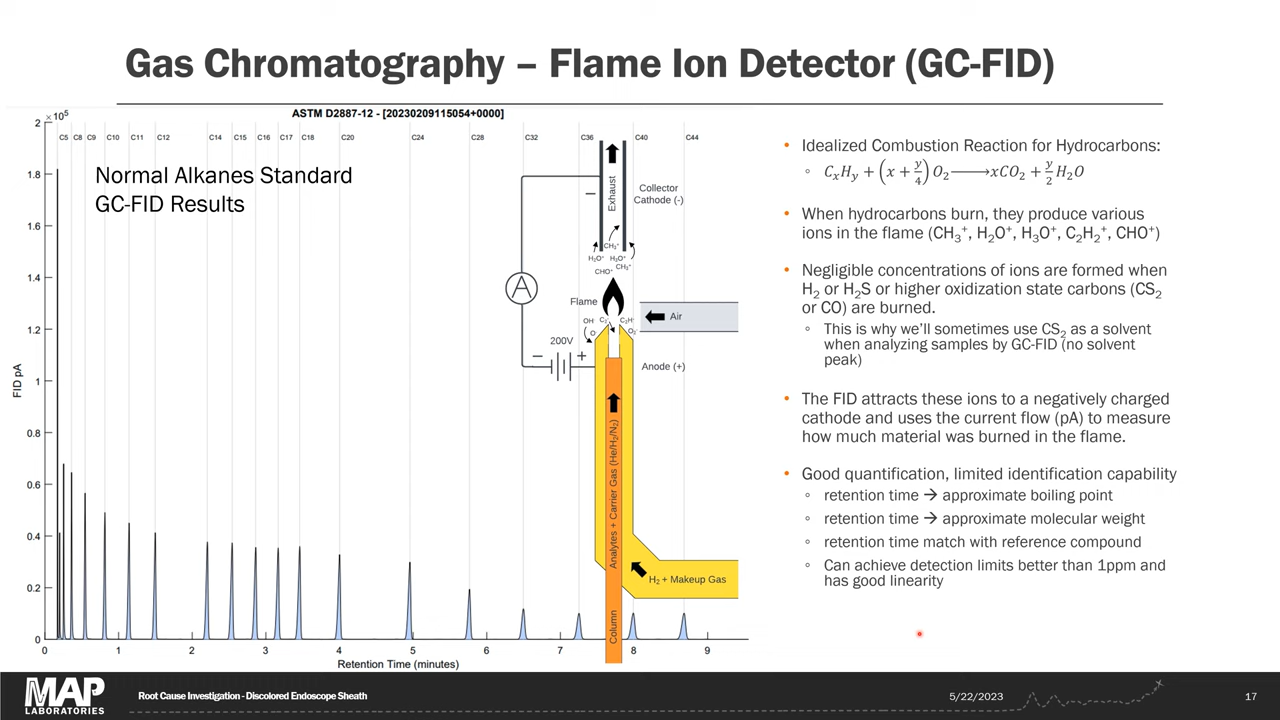 Gas Chromatography – Flame Ion Detector (GC-FID)
ASTM D2887-12 - [20230209115054+0000]
×10⁵
C5 C8 C9 C10 C11 C12 C14 C15 C16 C17 C18 C20 C24 C28 C32 C36 C40 C44
Normal Alkanes Standard
GC-FID Results
FID pA
2
1.8
1.6
1.4
1.2
1
0.8
0.6
0.4
0.2
0
0 1 2 3 4 5 6 7 8 9
Retention Time (minutes)
Exhaust
Collector
Cathode (-)
−
CH₃⁺
H₂O⁺ H₃O⁺
CHO⁺ CH₃⁺
A
Flame
Air
OH
O
200V
− +
Anode (+)
Analytes + Carrier Gas (He/H₂/N₂)
H₂ + Makeup Gas
Column
• Idealized Combustion Reaction for Hydrocarbons:
◦ CₓHᵧ + (x + y/4) O₂ ⟶ xCO₂ + y/2 H₂O
• When hydrocarbons burn, they produce various
ions in the flame (CH₃⁺, H₂O⁺, H₃O⁺, C₂H₂⁺, CHO⁺)
• Negligible concentrations of ions are formed when
H₂ or H₂S or higher oxidization state carbons (CS₂
or CO) are burned.
◦ This is why we’ll sometimes use CS₂ as a solvent
when analyzing samples by GC-FID (no solvent
peak)
• The FID attracts these ions to a negatively charged
cathode and uses the current flow (pA) to measure
how much material was burned in the flame.
• Good quantification, limited identification capability
◦ retention time → approximate boiling point
◦ retention time → approximate molecular weight
◦ retention time match with reference compound
◦ Can achieve detection limits better than 1ppm and
has good linearity
MAP
LABORATORIES
Root Cause Investigation - Discolored Endoscope Sheath
5/22/2023
17